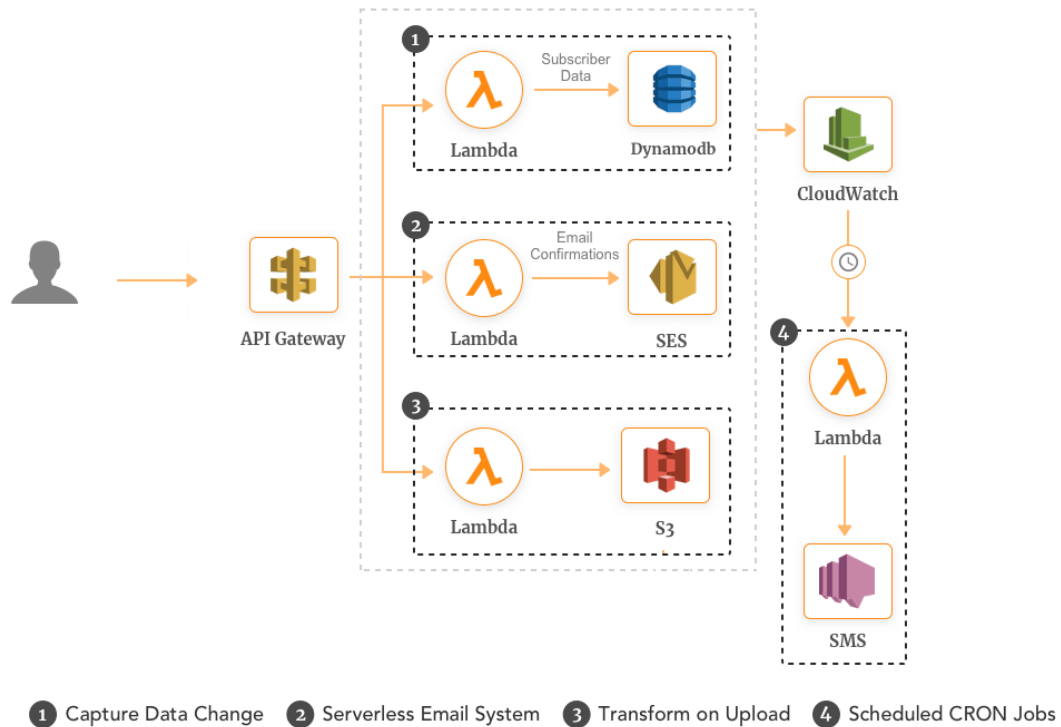 1
Subscriber
Data
Lambda
Dynamodb
CloudWatch
2
Email
Confirmations
API Gateway
Lambda
SES
4
3
Lambda
Lambda
S3
SMS
1 Capture Data Change 2 Serverless Email System 3 Transform on Upload 4 Scheduled CRON Jobs